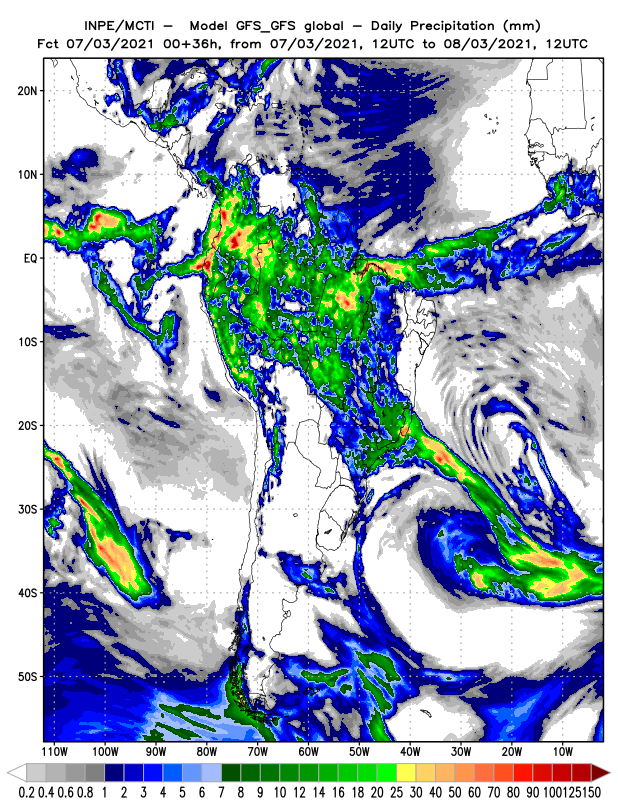 INPE/MCTI – Model GFS_GFS global – Daily Precipitation (mm)
Fct 07/03/2021 00+36h, from 07/03/2021, 12UTC to 08/03/2021, 12UTC
20N
10N
EQ
10S
20S
30S
40S
50S
110W 100W 90W 80W 70W 60W 50W 40W 30W 20W 10W
0.2 0.4 0.6 0.8 1 2 3 4 5 6 7 8 9 10 12 14 16 18 20 25 30 40 50 60 70 80 90 100 125 150